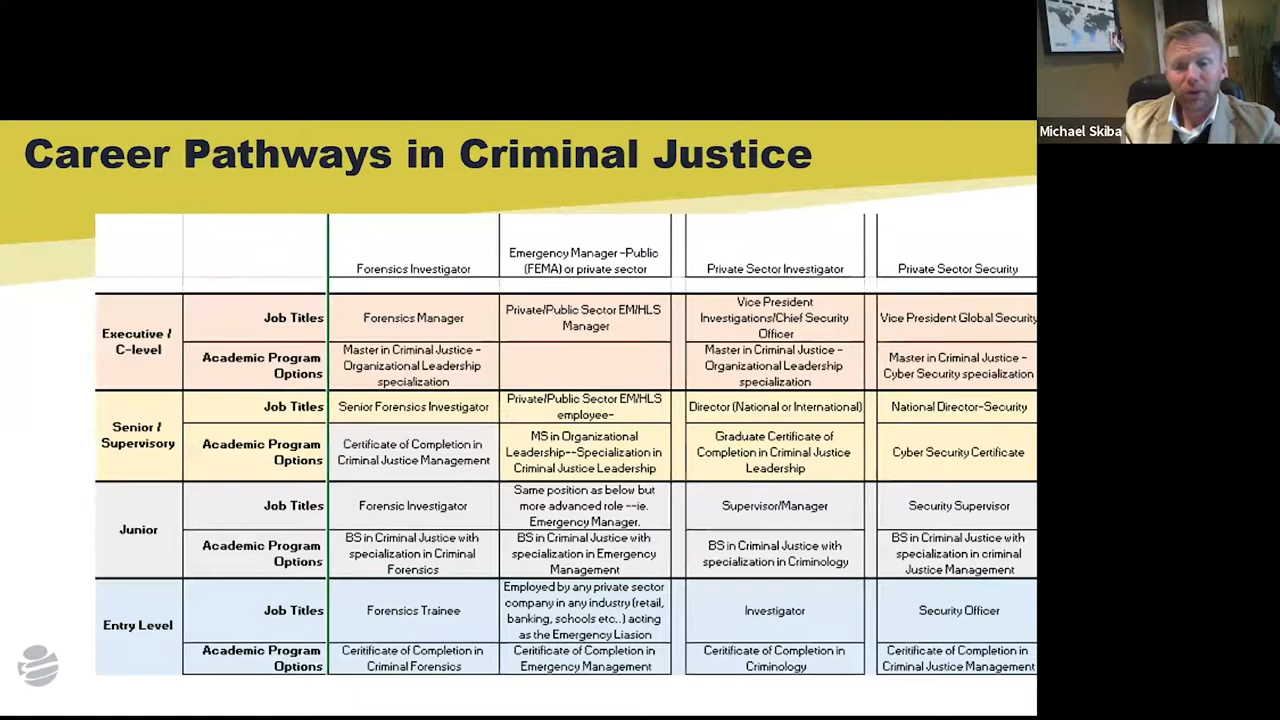 Michael Skiba
Career Pathways in Criminal Justice
Forensics Investigator
Emergency Manager -Public
(FEMA) or private sector
Private Sector Investigator
Private Sector Security
Executive /
C-level
Job Titles
Forensics Manager
Private/Public Sector EM/HLS
Manager
Vice President
Investigations/Chief Security
Officer
Vice President Global Security
Academic Program
Options
Master in Criminal Justice -
Organizational Leadership
specialization
Master in Criminal Justice -
Organizational Leadership
specialization
Master in Criminal Justice -
Cyber Security specialization
Senior /
Supervisory
Job Titles
Senior Forensics Investigator
Private/Public Sector EM/HLS
employee-
Director (National or International)
National Director-Security
Academic Program
Options
Certificate of Completion in
Criminal Justice Management
MS in Organizational
Leadership--Specialization in
Criminal Justice Leadership
Graduate Certificate of
Completion in Criminal Justice
Leadership
Cyber Security Certificate
Junior
Job Titles
Forensic Investigator
Same position as below but
more advanced role --ie.
Emergency Manager.
Supervisor/Manager
Security Supervisor
Academic Program
Options
BS in Criminal Justice with
specialization in Criminal
Forensics
BS in Criminal Justice with
specialization in Emergency
Management
BS in Criminal Justice with
specialization in Criminology
BS in Criminal Justice with
specialization in criminal
Justice Management
Entry Level
Job Titles
Forensics Trainee
Employed by any private sector
company in any industry (retail,
banking, schools etc..) acting
as the Emergency Liasion
Investigator
Security Officer
Academic Program
Options
Ceritificate of Completion in
Criminal Forensics
Ceritificate of Completion in
Emergency Management
Ceritificate of Completion in
Criminology
Ceritificate of Completion in
Criminal Justice Management